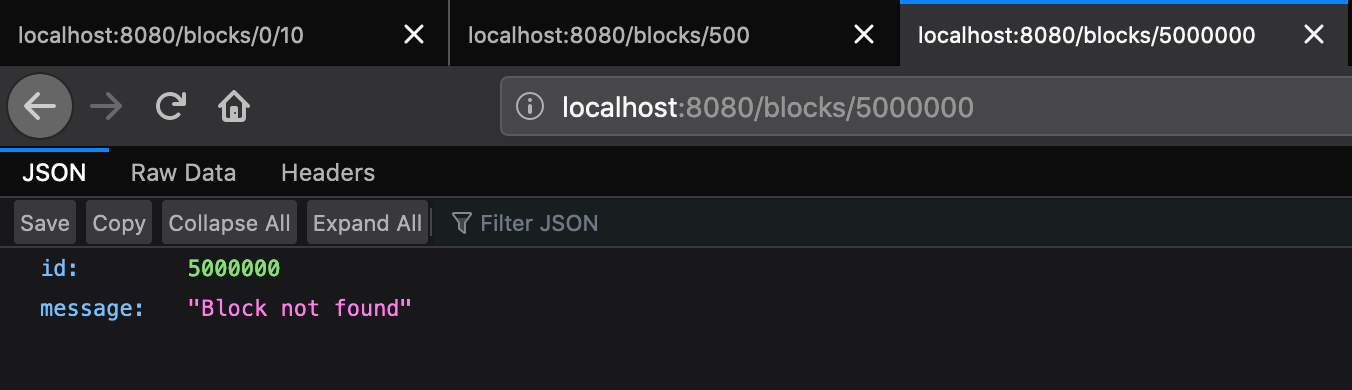 localhost:8080/blocks/0/10 localhost:8080/blocks/500 localhost:8080/blocks/5000000
localhost:8080/blocks/5000000
JSON Raw Data Headers
Save Copy Collapse All Expand All Filter JSON
id: 5000000
message: "Block not found"